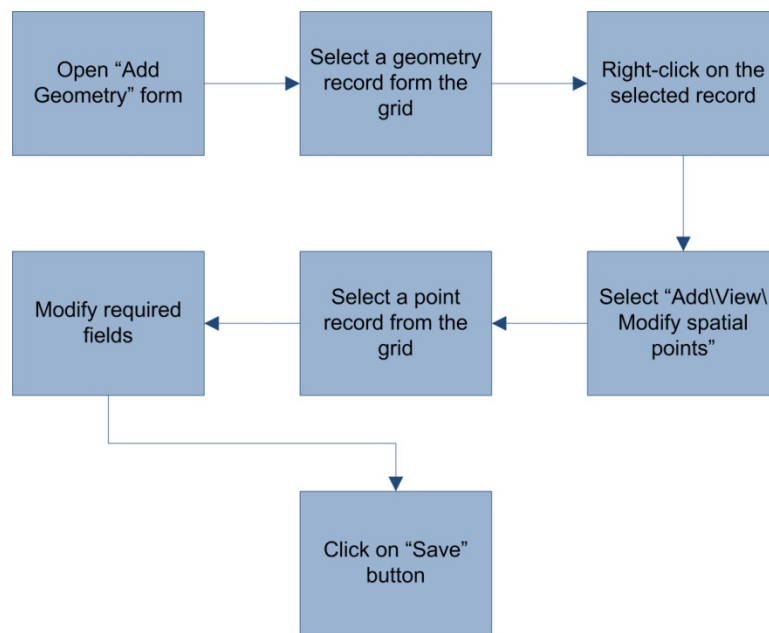 Open “Add
Geometry” form
Select a geometry
record form the
grid
Right-click on the
selected record
Select “Add\View\
Modify spatial
points”
Select a point
record from the
grid
Modify required
fields
Click on “Save”
button